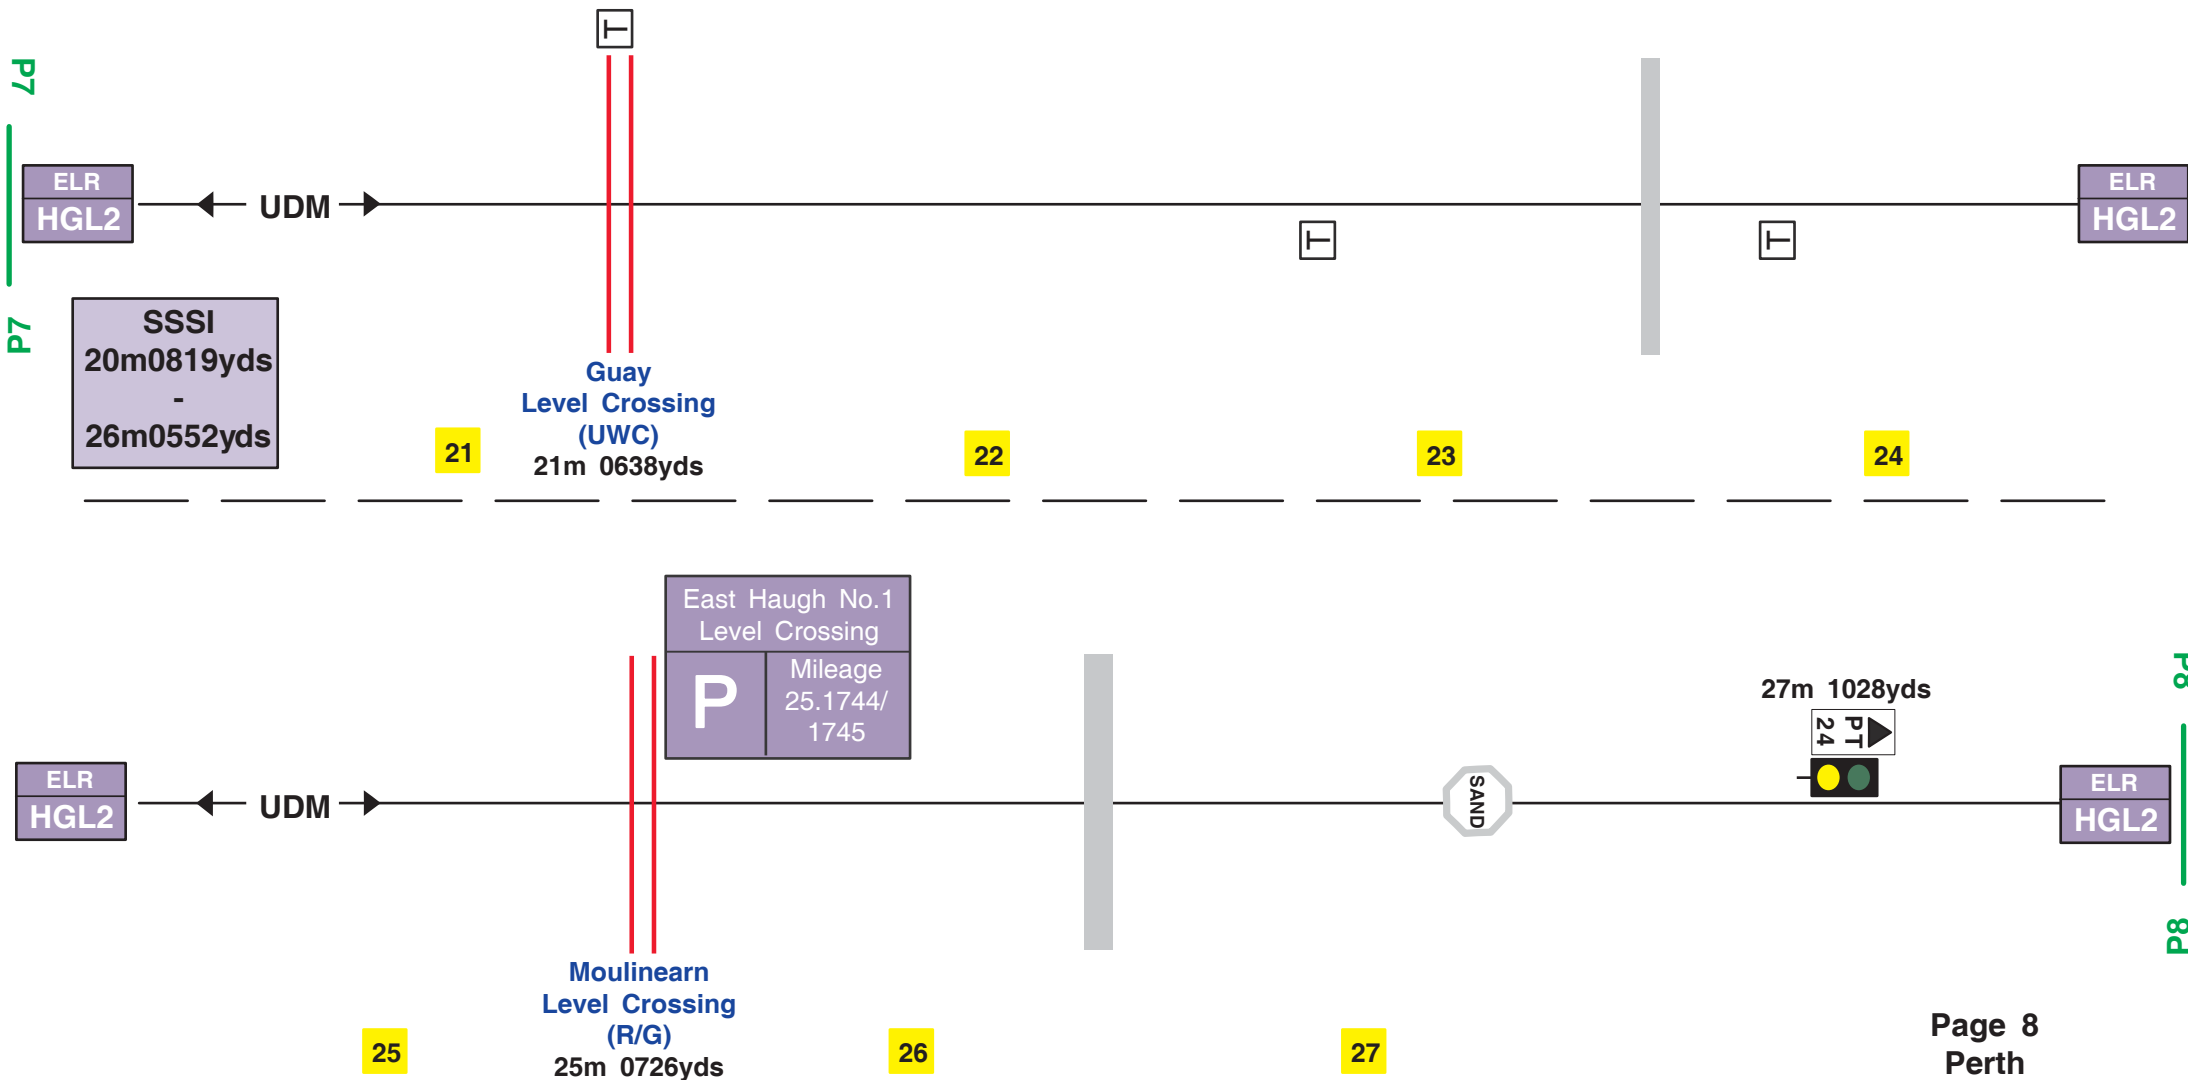 T
P7
ELR
HGL2
UDM
T
T
ELR
HGL2
P7
SSSI
20m0819yds
-
26m0552yds
Guay
Level Crossing
(UWC)
21m 0638yds
21
22
23
24
East Haugh No.1
Level Crossing
P
Mileage
25.1744/
1745
27m 1028yds
PT
24
P8
ELR
HGL2
UDM
SAND
ELR
HGL2
P8
Moulinearn
Level Crossing
(R/G)
25m 0726yds
25
26
27
Page 8
Perth